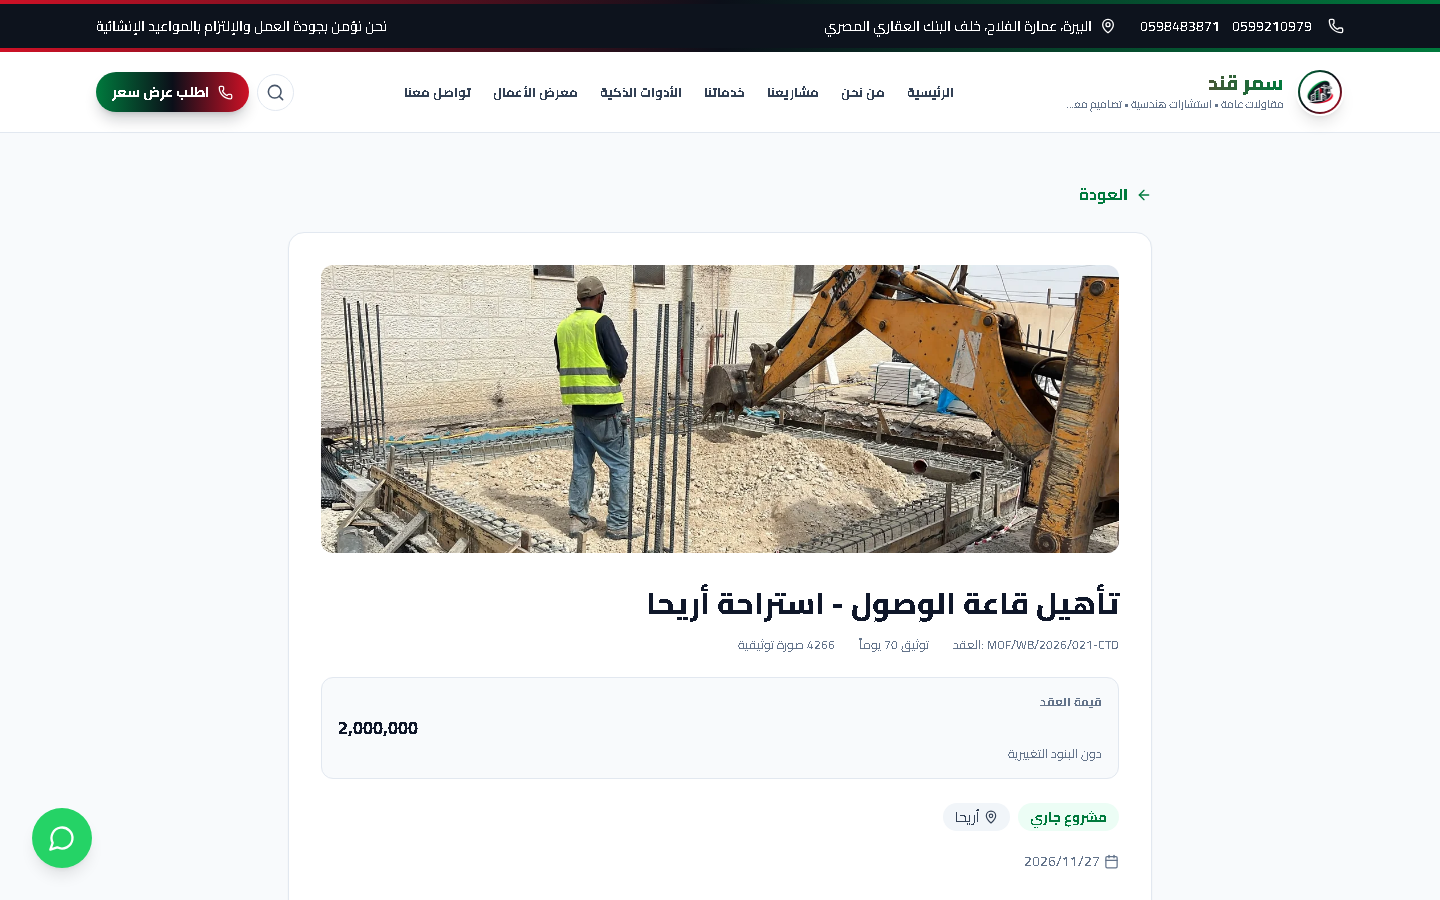 0599210979 0598483871 البيرة، عمارة الفلاح، خلف البنك العقاري المصري
نحن نؤمن بجودة العمل والإلتزام بالمواعيد الإنشائية
سمر قند
مقاولات عامة • استشارات هندسية • تصاميم مع...
الرئيسية من نحن مشاريعنا خدماتنا الأدوات الذكية معرض الأعمال تواصل معنا
اطلب عرض سعر
العودة
تأهيل قاعة الوصول - استراحة أريحا
العقد: MOF/WB/2026/021-CTD توثيق 70 يوماً 4266 صورة توثيقية
قيمة العقد
2,000,000
دون البنود التغييرية
مشروع جاري أريحا
2026/11/27